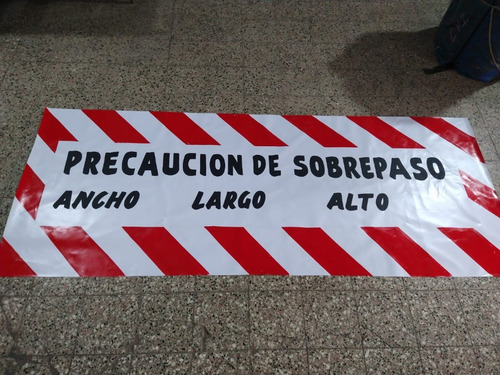 PRECAUCION DE SOBREPASO
ANCHO LARGO ALTO